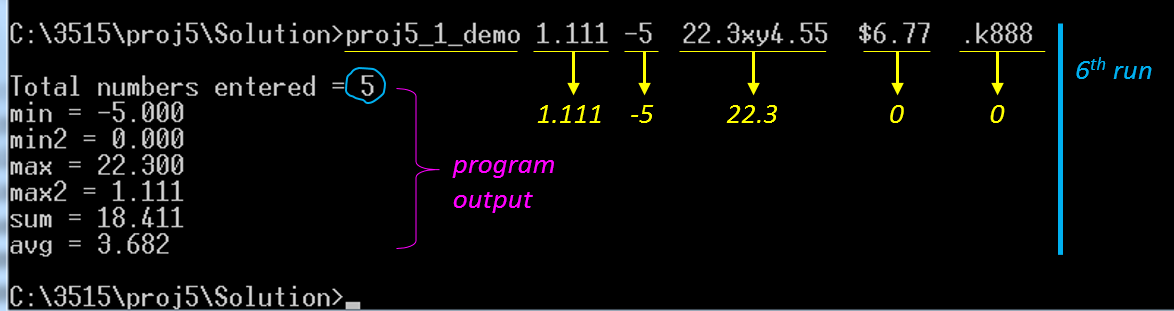 C:\3515\proj5\Solution>proj5_1_demo 1.111 -5 22.3xy4.55 $6.77 .k888
6th run
Total numbers entered = 5
1.111 -5 22.3 0 0
min = -5.000
min2 = 0.000
max = 22.300
max2 = 1.111
sum = 18.411
avg = 3.682
program
output
C:\3515\proj5\Solution>_